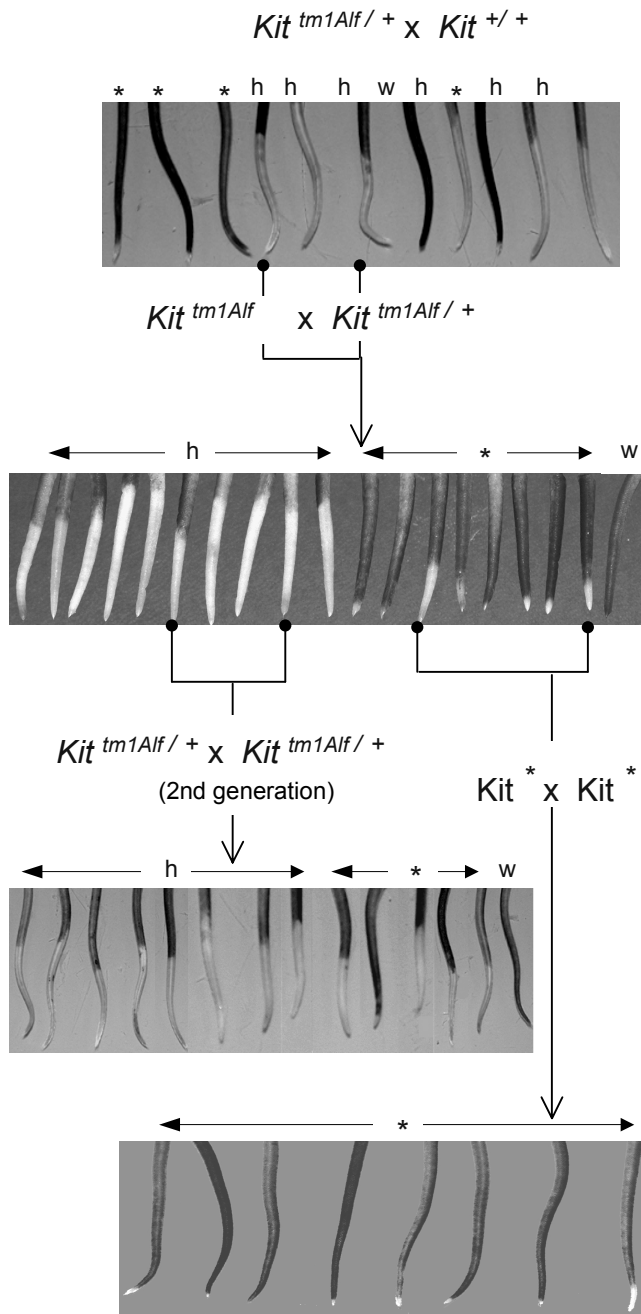 Kit tm1Alf / + x Kit +/ +
* * * h h h w h * h h
Kit tm1Alf x Kit tm1Alf / +
h * w
Kit tm1Alf / + x Kit tm1Alf / +
(2nd generation)
Kit * x Kit *
h * w
*